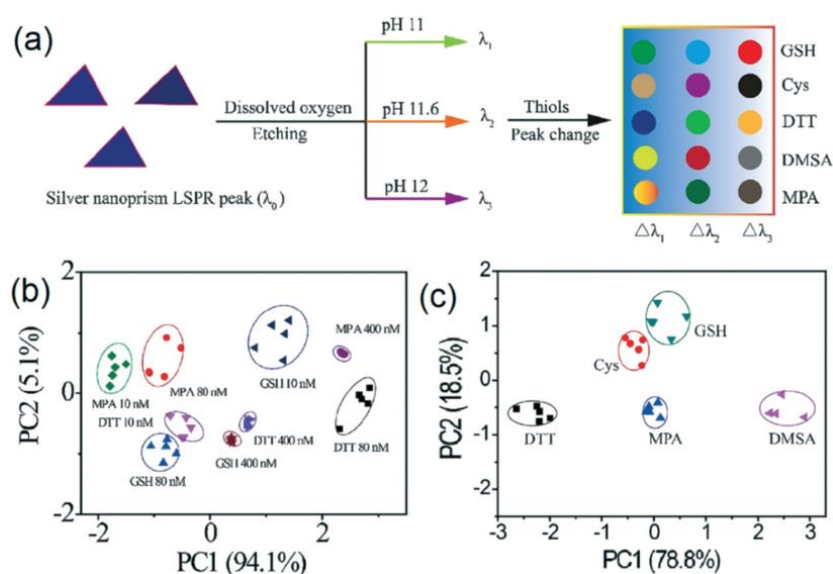 (a)
pH 11
λ₁
Dissolved oxygen
Etching
pH 11.6
λ₂
pH 12
λ₃
Silver nanoprism LSPR peak (λ₀)
Thiols
Peak change
GSH
Cys
DTT
DMSA
MPA
△λ₁ △λ₂ △λ₃
(b)
PC2 (5.1%)
2
0
-2
-2 0 2
PC1 (94.1%)
MPA 400 nM
GSH 10 nM
MPA 80 nM
MPA 10 nM
DTT 10 nM
DTT 400 nM
DTT 80 nM
GSH 400 nM
GSH 80 nM
(c)
PC2 (18.5%)
2
1
0
-1
-2
-3 -2 -1 0 1 2 3
PC1 (78.8%)
GSH
Cys
DTT
MPA
DMSA